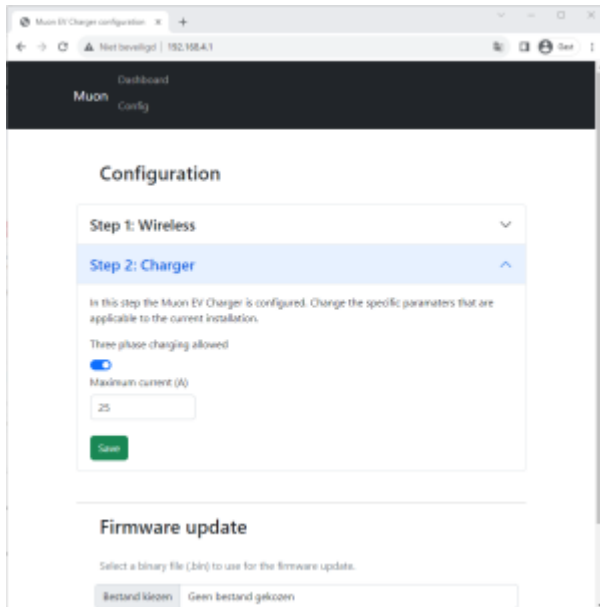 Muon EV Charger configuration
Niet beveiligd | 192.168.4.1
Gast
Dashboard
Muon
Config
Configuration
Step 1: Wireless
Step 2: Charger
In this step the Muon EV Charger is configured. Change the specific paramaters that are
applicable to the current installation.
Three phase charging allowed
Maximum current (A)
25
Save
Firmware update
Select a binary file (.bin) to use for the firmware update.
Bestand kiezen Geen bestand gekozen